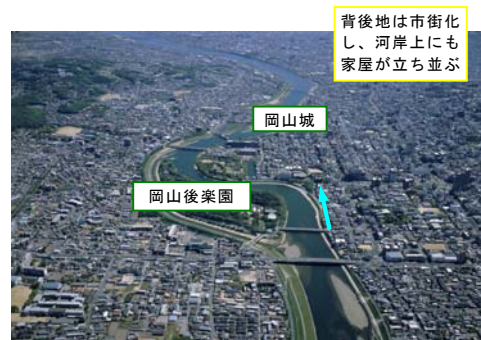 背後地は市街化
し、河岸上にも
家屋が立ち並ぶ
岡山城
岡山後楽園